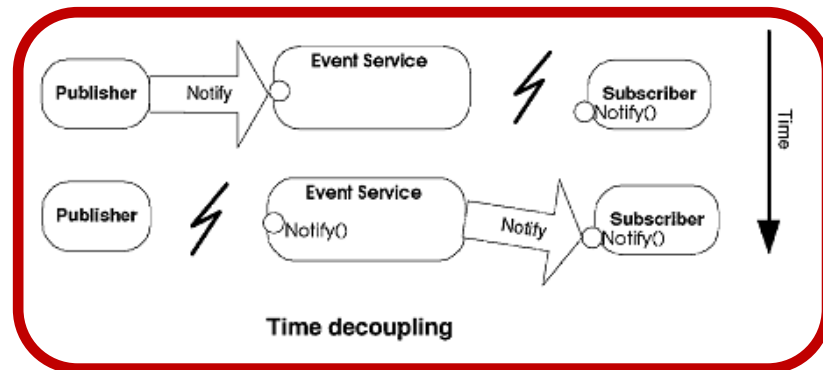 Event Service
Publisher
Notify
Subscriber
Notify()
Time
Event Service
Publisher
Notify()
Notify
Subscriber
Notify()
Time decoupling